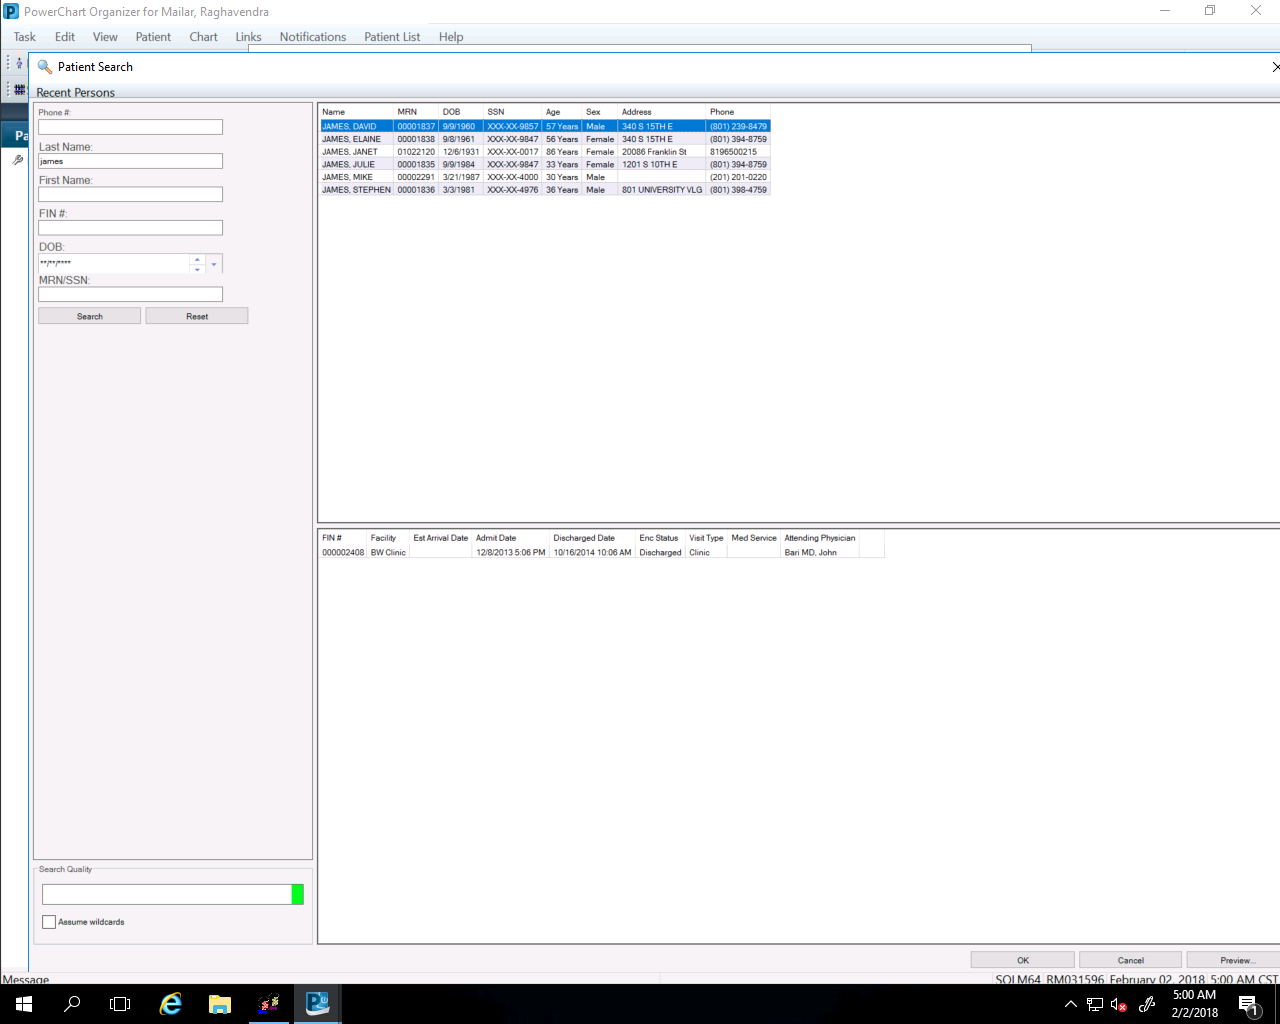 PowerChart Organizer for Mailar, Raghavendra
Task Edit View Patient Chart Links Notifications Patient List Help
Patient Search
Recent Persons
Pa
Phone #:
Last Name:
james
First Name:
FIN #:
DOB:
**/**/****
MRN/SSN:
Search Reset
Name MRN DOB SSN Age Sex Address Phone
JAMES, DAVID 00001837 9/9/1960 XXX-XX-9857 57 Years Male 340 S 15TH E (801) 239-8479
JAMES, ELAINE 00001838 9/8/1961 XXX-XX-9847 56 Years Female 340 S 15TH E (801) 394-8759
JAMES, JANET 01022120 12/6/1931 XXX-XX-0017 86 Years Female 20086 Franklin St 8196500215
JAMES, JULIE 00001835 9/9/1984 XXX-XX-9847 33 Years Female 1201 S 10TH E (801) 394-8759
JAMES, MIKE 00002291 3/21/1987 XXX-XX-4000 30 Years Male (201) 201-0220
JAMES, STEPHEN 00001836 3/3/1981 XXX-XX-4976 36 Years Male 801 UNIVERSITY VLG (801) 398-4759
FIN # Facility Est Arrival Date Admit Date Discharged Date Enc Status Visit Type Med Service Attending Physician
000002408 BW Clinic 12/8/2013 5:06 PM 10/16/2014 10:06 AM Discharged Clinic Bari MD, John
Search Quality
Assume wildcards
OK Cancel Preview...
Message SOLM64 RM031596 February 02, 2018 5:00 AM CST
5:00 AM
2/2/2018
1